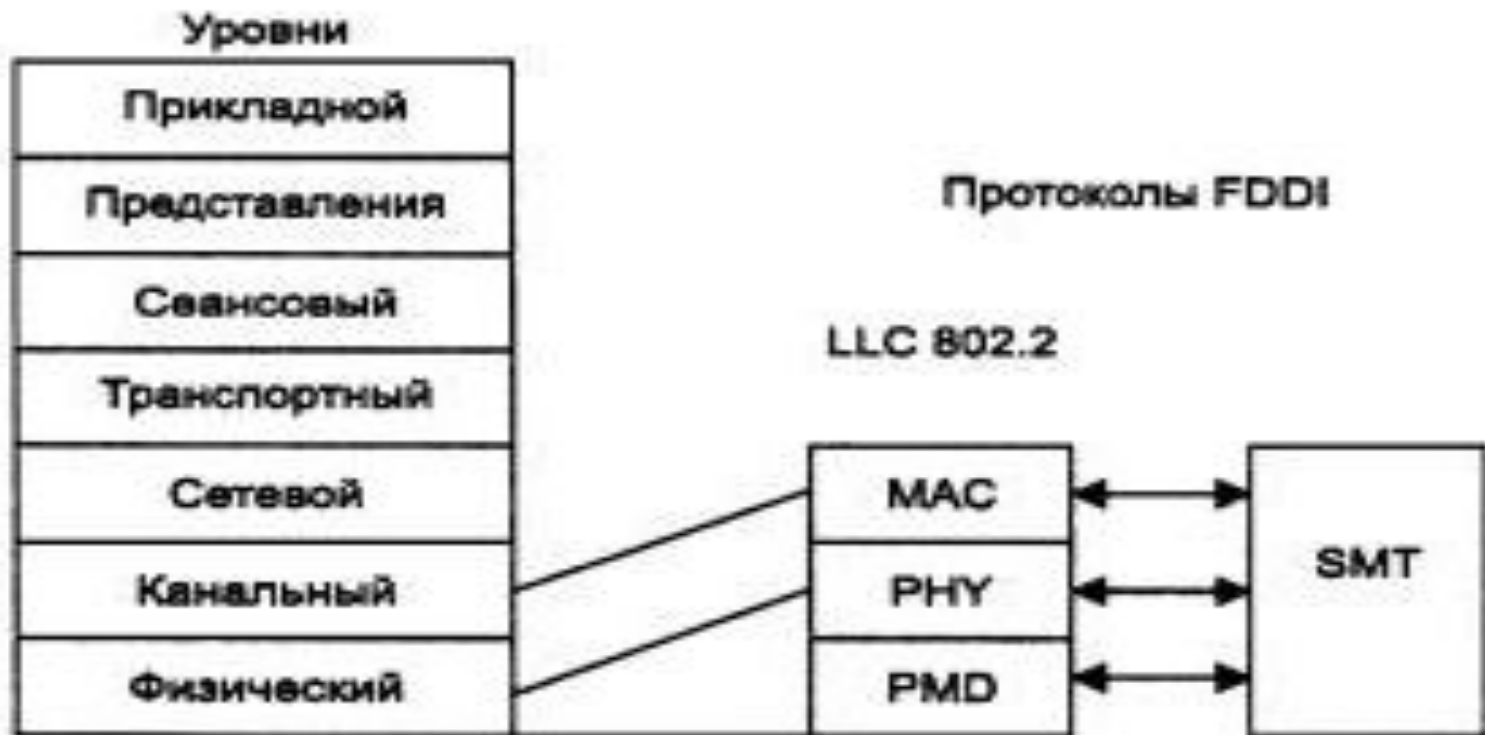 Уровни
Прикладной
Представления
Сеансовый
Транспортный
Сетевой
Канальный
Физический
Протоколы FDDI
LLC 802.2
MAC
PHY
PMD
SMT